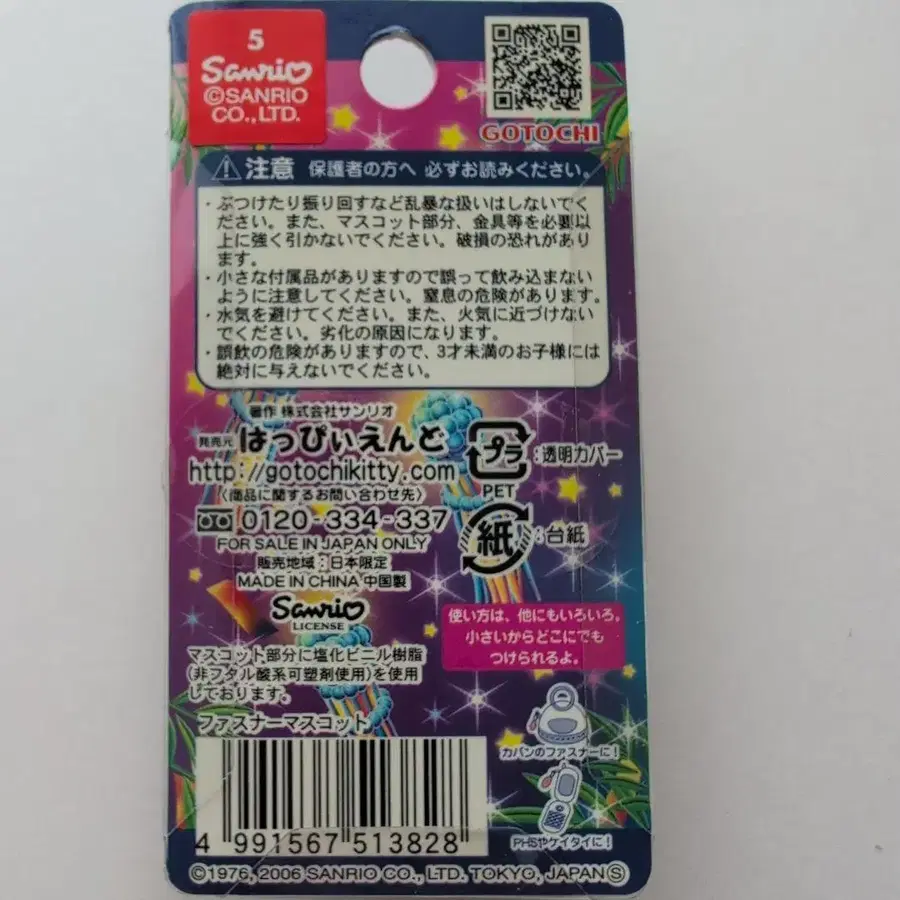 5
Sanrio
©SANRIO
CO.,LTD.
GOTOCHI
注意 保護者の方へ 必ずお読みください。
・ぶつけたり振り回すなど乱暴な扱いはしないでく
ださい。また、マスコット部分、金具等を必要以
上に強く引かないでください。破損の恐れがあり
ます。
・小さな付属品がありますので誤って飲み込まない
ように注意してください。窒息の危険があります。
・水気を避けてください。また、火気に近づけない
でください。劣化の原因になります。
・誤飲の危険がありますので、3才未満のお子様には
絶対に与えないでください。
著作 株式会社サンリオ
発売元 はっぴぃえんど
http://gotochikitty.com
〈商品に関するお問い合わせ先〉
0120-334-337
FOR SALE IN JAPAN ONLY
販売地域：日本限定
MADE IN CHINA 中国製
Sanrio
LICENSE
マスコット部分に塩化ビニル樹脂
(非フタル酸系可塑剤使用)を使用
しております。
ファスナーマスコット
プラ :透明カバー
PET
紙 :台紙
使い方は、他にもいろいろ。
小さいからどこにでも
つけられるよ。
カバンのファスナーに!
PHSやケイタイに!
4 991567 513828
©1976, 2006 SANRIO CO., LTD. TOKYO, JAPAN Ⓢ